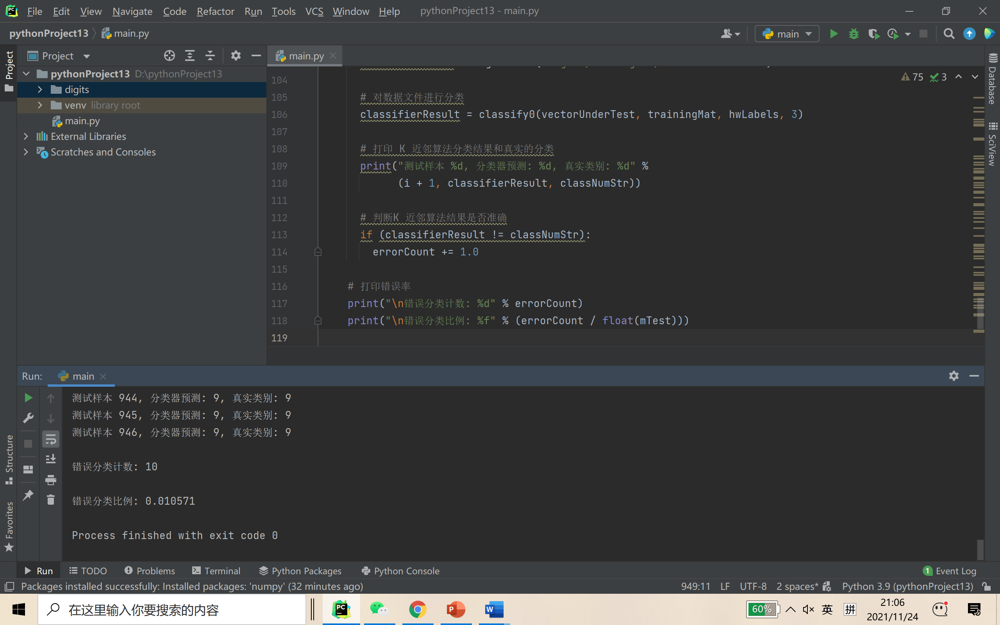 File Edit View Navigate Code Refactor Run Tools VCS Window Help pythonProject13 - main.py
pythonProject13 main.py main
Project main.py
Project
pythonProject13 D:\pythonProject13
digits
venv library root
main.py
External Libraries
Scratches and Consoles
75 3
Database
SciView
104
105 # 对数据文件进行分类
106 classifierResult = classify0(vectorUnderTest, trainingMat, hwLabels, 3)
107
108 # 打印 K 近邻算法分类结果和真实的分类
109 print("测试样本 %d, 分类器预测: %d, 真实类别: %d" %
110 (i + 1, classifierResult, classNumStr))
111
112 # 判断K 近邻算法结果是否准确
113 if (classifierResult != classNumStr):
114 errorCount += 1.0
115
116 # 打印错误率
117 print("\n错误分类计数: %d" % errorCount)
118 print("\n错误分类比例: %f" % (errorCount / float(mTest)))
119
Run: main
测试样本 944, 分类器预测: 9, 真实类别: 9
测试样本 945, 分类器预测: 9, 真实类别: 9
测试样本 946, 分类器预测: 9, 真实类别: 9
错误分类计数: 10
错误分类比例: 0.010571
Process finished with exit code 0
Structure
Favorites
Run TODO Problems Terminal Python Packages Python Console 1 Event Log
Packages installed successfully: Installed packages: 'numpy' (32 minutes ago) 949:11 LF UTF-8 2 spaces* Python 3.9 (pythonProject13)
在这里输入你要搜索的内容 PC P W 60% 英 拼 21:06
2021/11/24